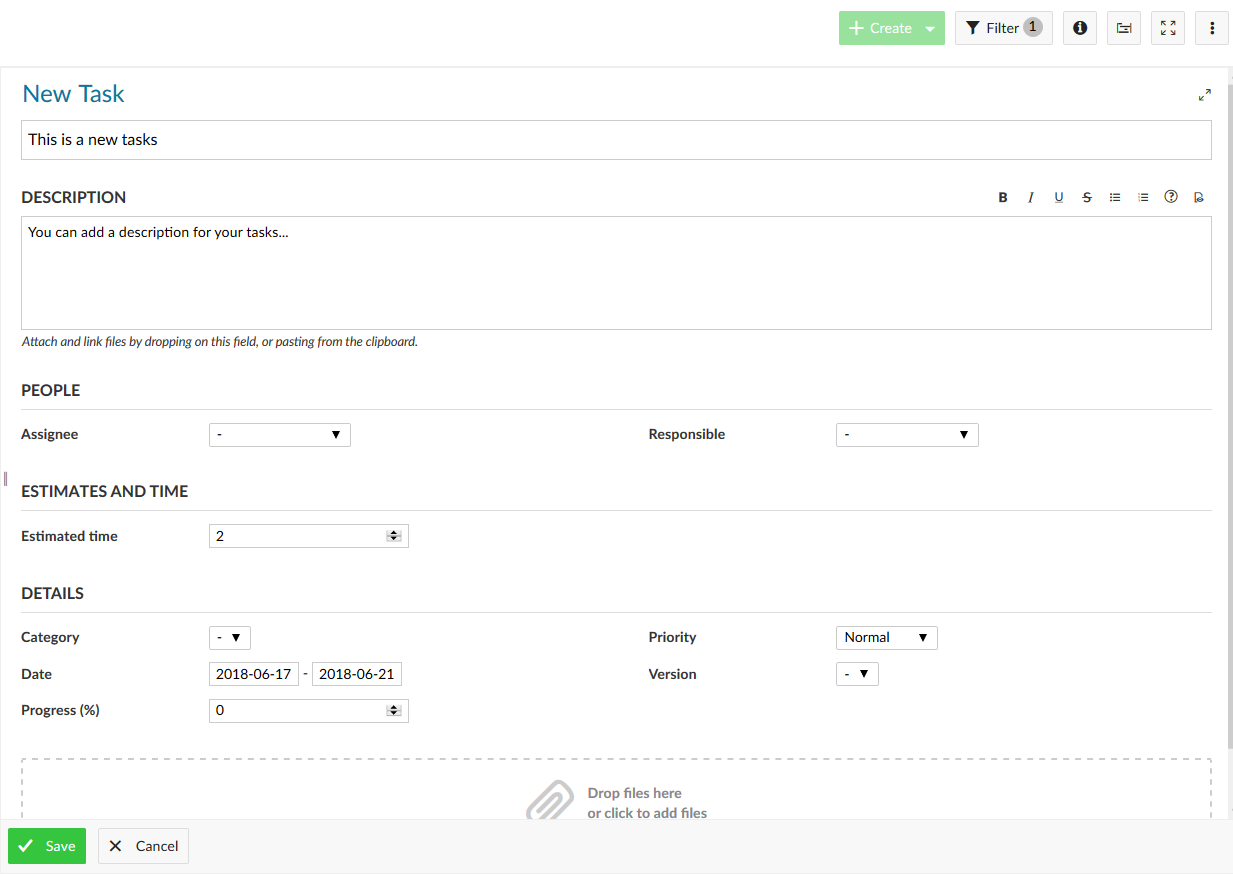 Create
Filter 1
New Task
This is a new tasks
DESCRIPTION
B I U S
You can add a description for your tasks...
Attach and link files by dropping on this field, or pasting from the clipboard.
PEOPLE
Assignee - Responsible -
ESTIMATES AND TIME
Estimated time 2
DETAILS
Category - Priority Normal
Date 2018-06-17 - 2018-06-21 Version -
Progress (%) 0
Drop files here
or click to add files
Save Cancel